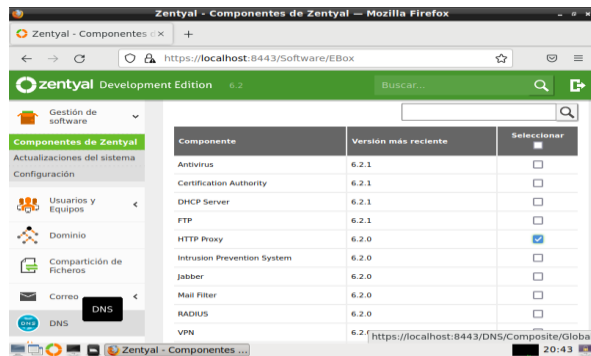 Zentyal - Componentes de Zentyal — Mozilla Firefox
Zentyal - Componentes d
https://localhost:8443/Software/EBox
zentyal Development Edition 6.2
Buscar...
Gestión de software
Componentes de Zentyal
Actualizaciones del sistema
Configuración
Usuarios y Equipos
Dominio
Compartición de Ficheros
Correo
DNS
DNS
DNS
Componente Versión más reciente Seleccionar
Antivirus 6.2.1
Certification Authority 6.2.1
DHCP Server 6.2.1
FTP 6.2.1
HTTP Proxy 6.2.0
Intrusion Prevention System 6.2.0
Jabber 6.2.0
Mail Filter 6.2.0
RADIUS 6.2.0
VPN 6.2.
https://localhost:8443/DNS/Composite/Globa
Zentyal - Componentes ...
20:43